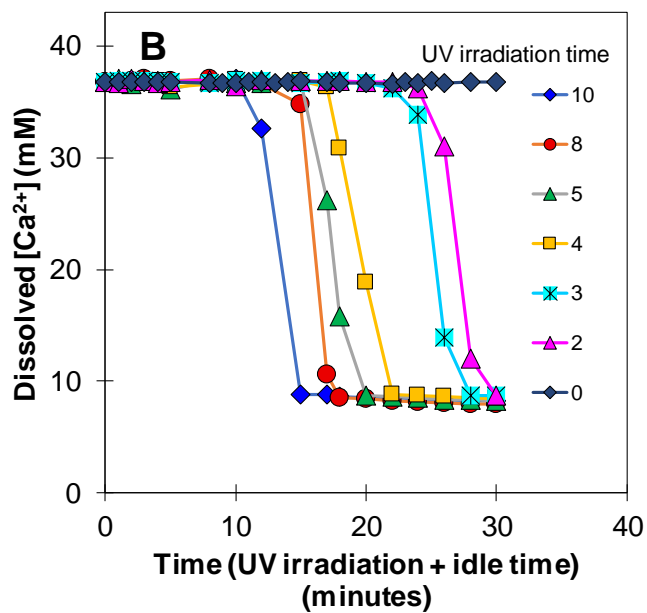 B
UV irradiation time
10
8
5
4
3
2
0
Dissolved [Ca²⁺] (mM)
40
30
20
10
0
0 10 20 30 40
Time (UV irradiation + idle time)
(minutes)